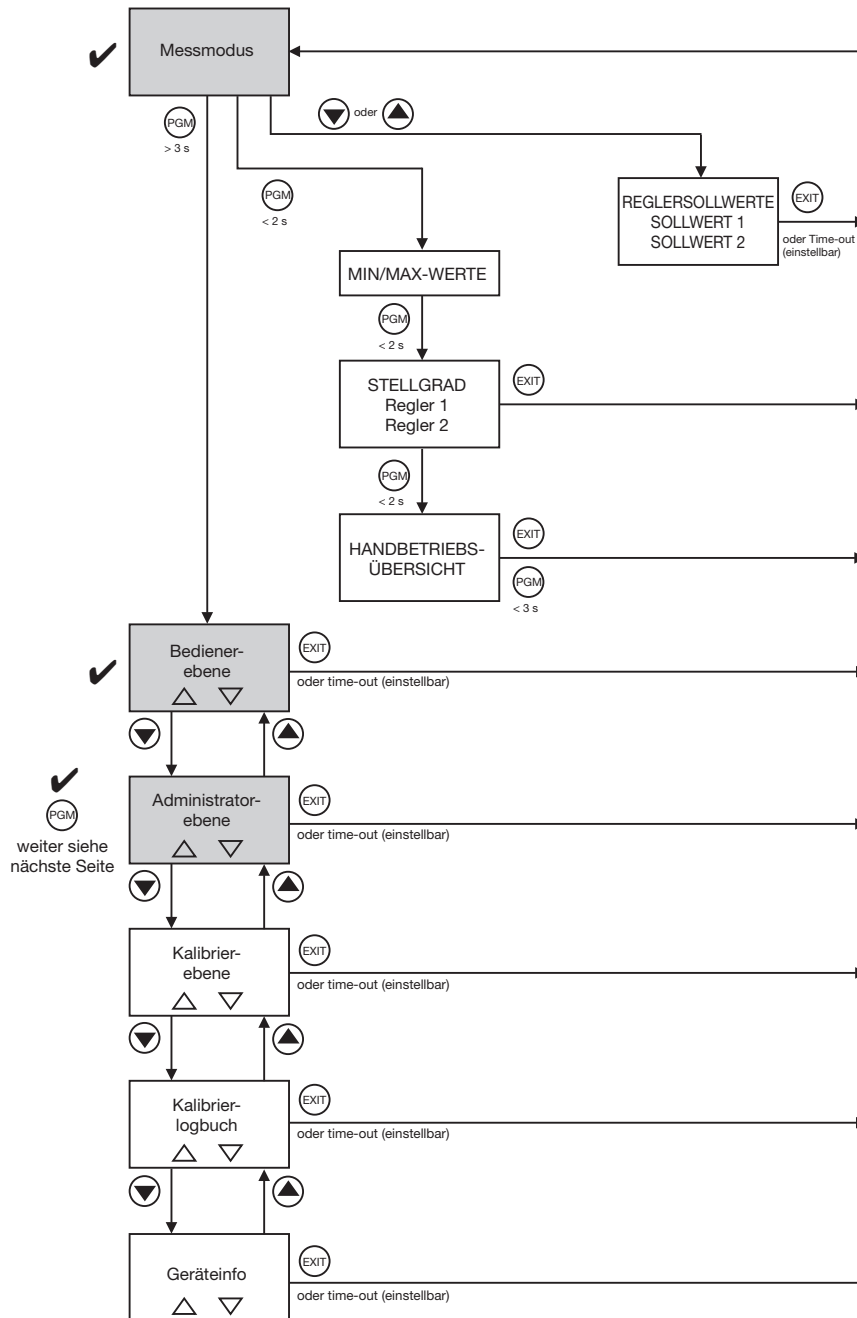 Messmodus
PGM
> 3 s
oder
PGM
< 2 s
REGLERSOLLWERTE
SOLLWERT 1
SOLLWERT 2
EXIT
oder Time-out
(einstellbar)
MIN/MAX-WERTE
PGM
< 2 s
STELLGRAD
Regler 1
Regler 2
EXIT
PGM
< 2 s
HANDBETRIEBS-
ÜBERSICHT
EXIT
PGM
< 3 s
Bediener-
ebene
EXIT
oder time-out (einstellbar)
PGM
weiter siehe
nächste Seite
Administrator-
ebene
EXIT
oder time-out (einstellbar)
Kalibrier-
ebene
EXIT
oder time-out (einstellbar)
Kalibrier-
logbuch
EXIT
oder time-out (einstellbar)
Geräteinfo
EXIT
oder time-out (einstellbar)